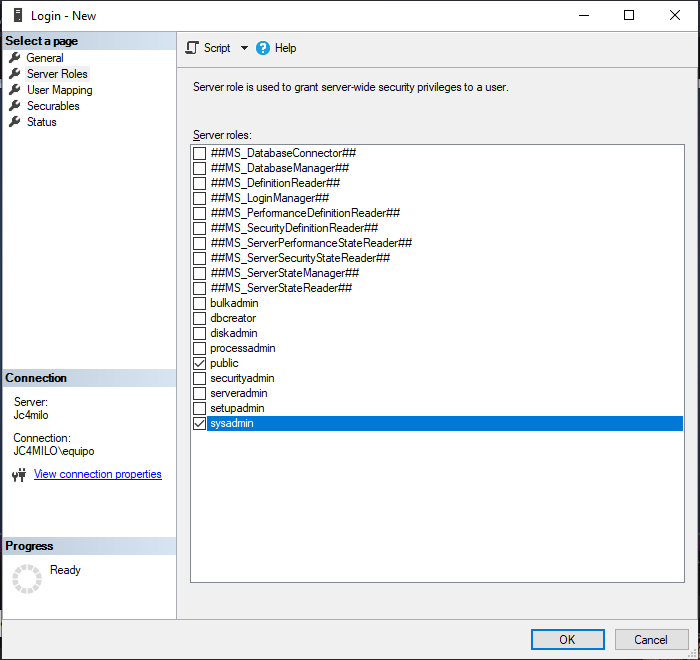 Login - New
Select a page
General
Server Roles
User Mapping
Securables
Status
Connection
Server:
Jc4milo
Connection:
JC4MILO\equipo
View connection properties
Progress
Ready
Script
Help
Server role is used to grant server-wide security privileges to a user.
Server roles:
##MS_DatabaseConnector##
##MS_DatabaseManager##
##MS_DefinitionReader##
##MS_LoginManager##
##MS_PerformanceDefinitionReader##
##MS_SecurityDefinitionReader##
##MS_ServerPerformanceStateReader##
##MS_ServerSecurityStateReader##
##MS_ServerStateManager##
##MS_ServerStateReader##
bulkadmin
dbcreator
diskadmin
processadmin
public
securityadmin
serveradmin
setupadmin
sysadmin
OK
Cancel